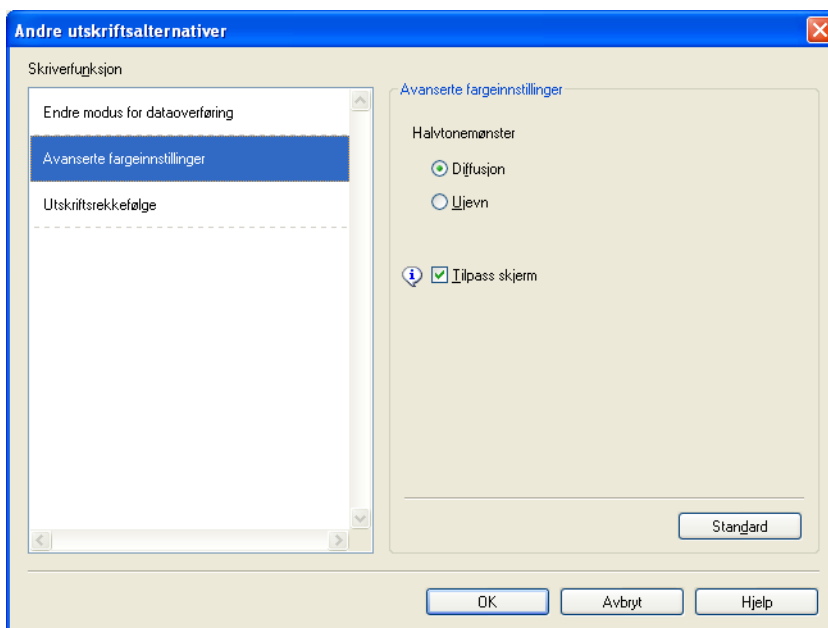 Andre utskriftsalternativer
Skriverfunksjon
Endre modus for dataoverføring
Avanserte fargeinnstillinger
Utskriftsrekkefølge
Avanserte fargeinnstillinger
Halvtonemønster
Diffusjon
Ujevn
Tilpass skjerm
Standard
OK
Avbryt
Hjelp